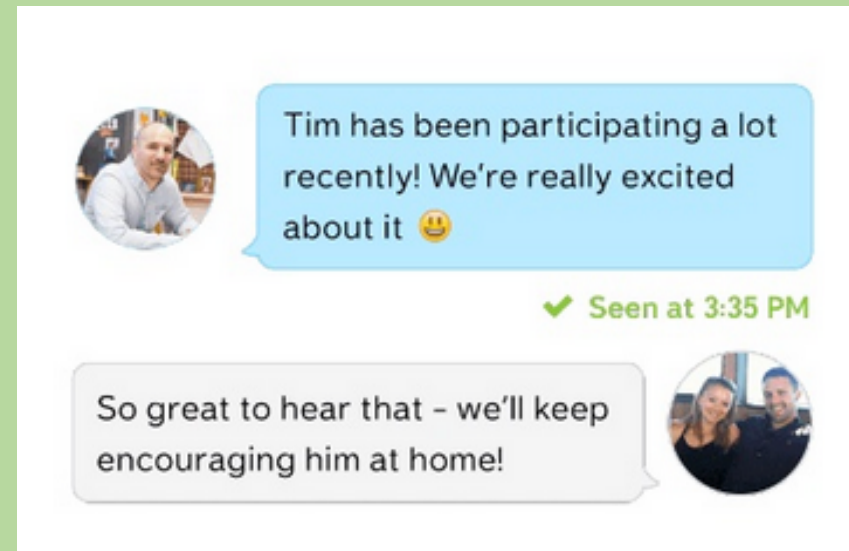 Tim has been participating a lot
recently! We're really excited
about it 😃
✔ Seen at 3:35 PM
So great to hear that – we'll keep
encouraging him at home!